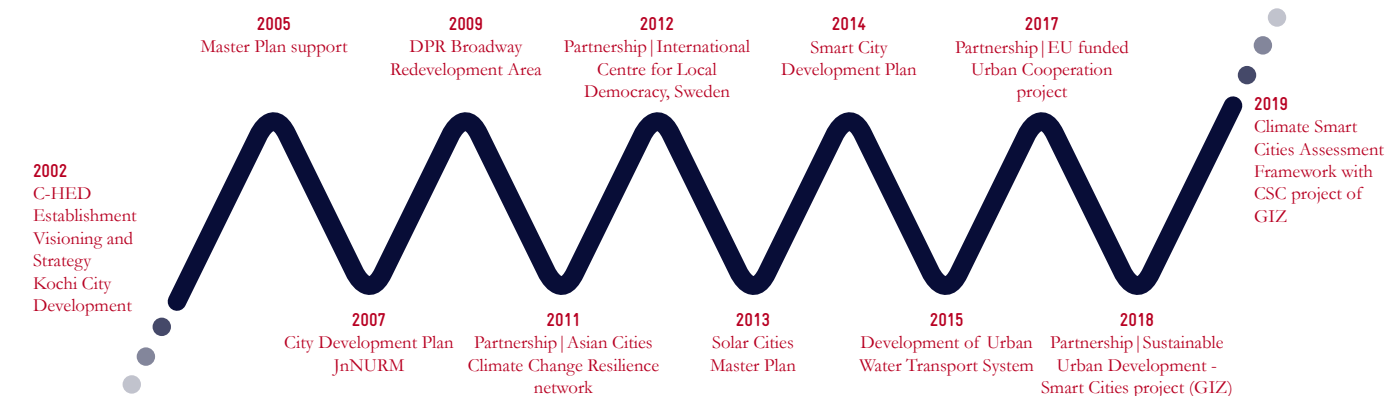 2002
C-HED
Establishment
Visioning and
Strategy
Kochi City
Development
2005
Master Plan support
2007
City Development Plan
JnNURM
2009
DPR Broadway
Redevelopment Area
2011
Partnership|Asian Cities
Climate Change Resilience
network
2012
Partnership|International
Centre for Local
Democracy, Sweden
2013
Solar Cities
Master Plan
2014
Smart City
Development Plan
2015
Development of Urban
Water Transport System
2017
Partnership|EU funded
Urban Cooperation
project
2018
Partnership|Sustainable
Urban Development -
Smart Cities project (GIZ)
2019
Climate Smart
Cities Assessment
Framework with
CSC project of
GIZ